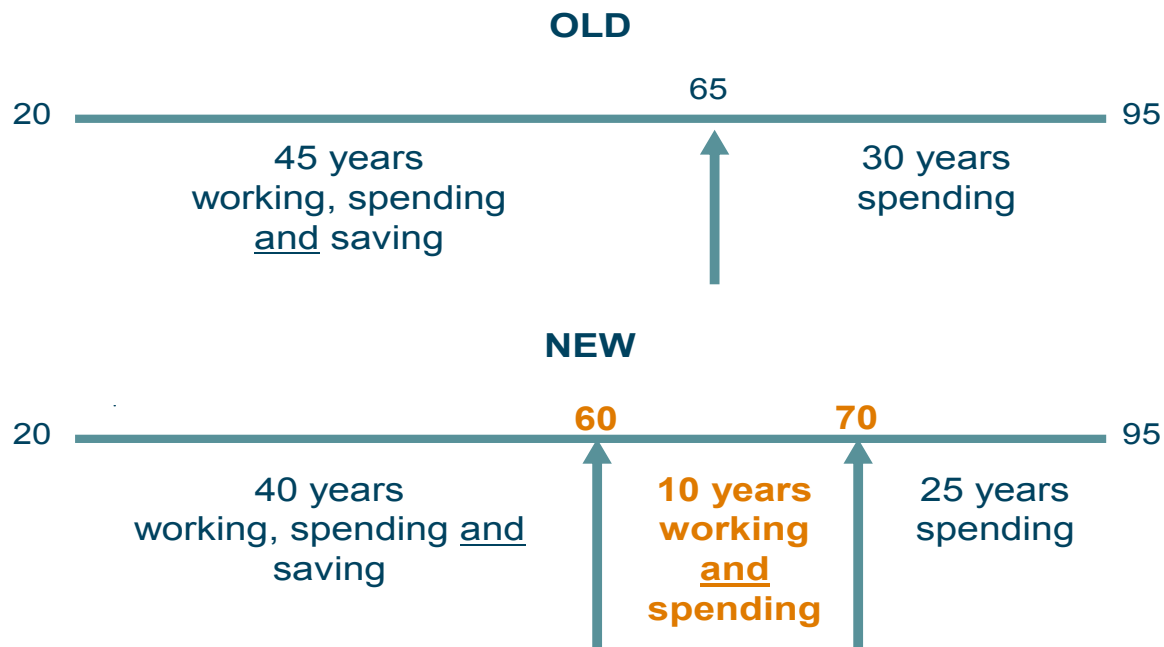 OLD
65
20
95
45 years
working, spending
and saving
30 years
spending
NEW
60
70
20
95
40 years
working, spending and
saving
10 years
working
and
spending
25 years
spending